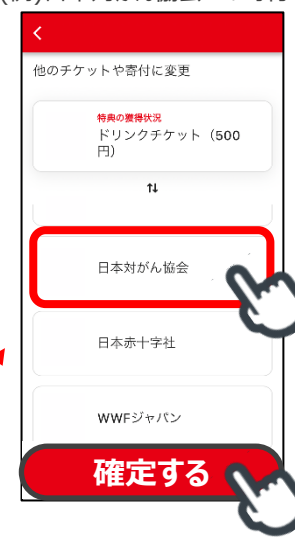 他のチケットや寄付に変更
特典の獲得状況
ドリンクチケット（500
円）
日本対がん協会
日本赤十字社
WWFジャパン
確定する